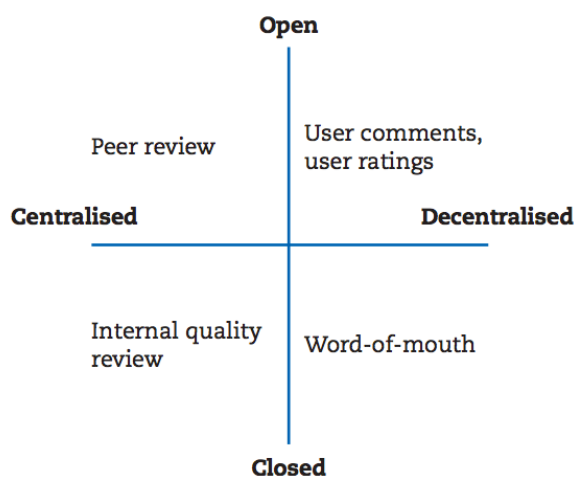 Open
Peer review
User comments,
user ratings
Centralised
Decentralised
Internal quality
review
Word-of-mouth
Closed